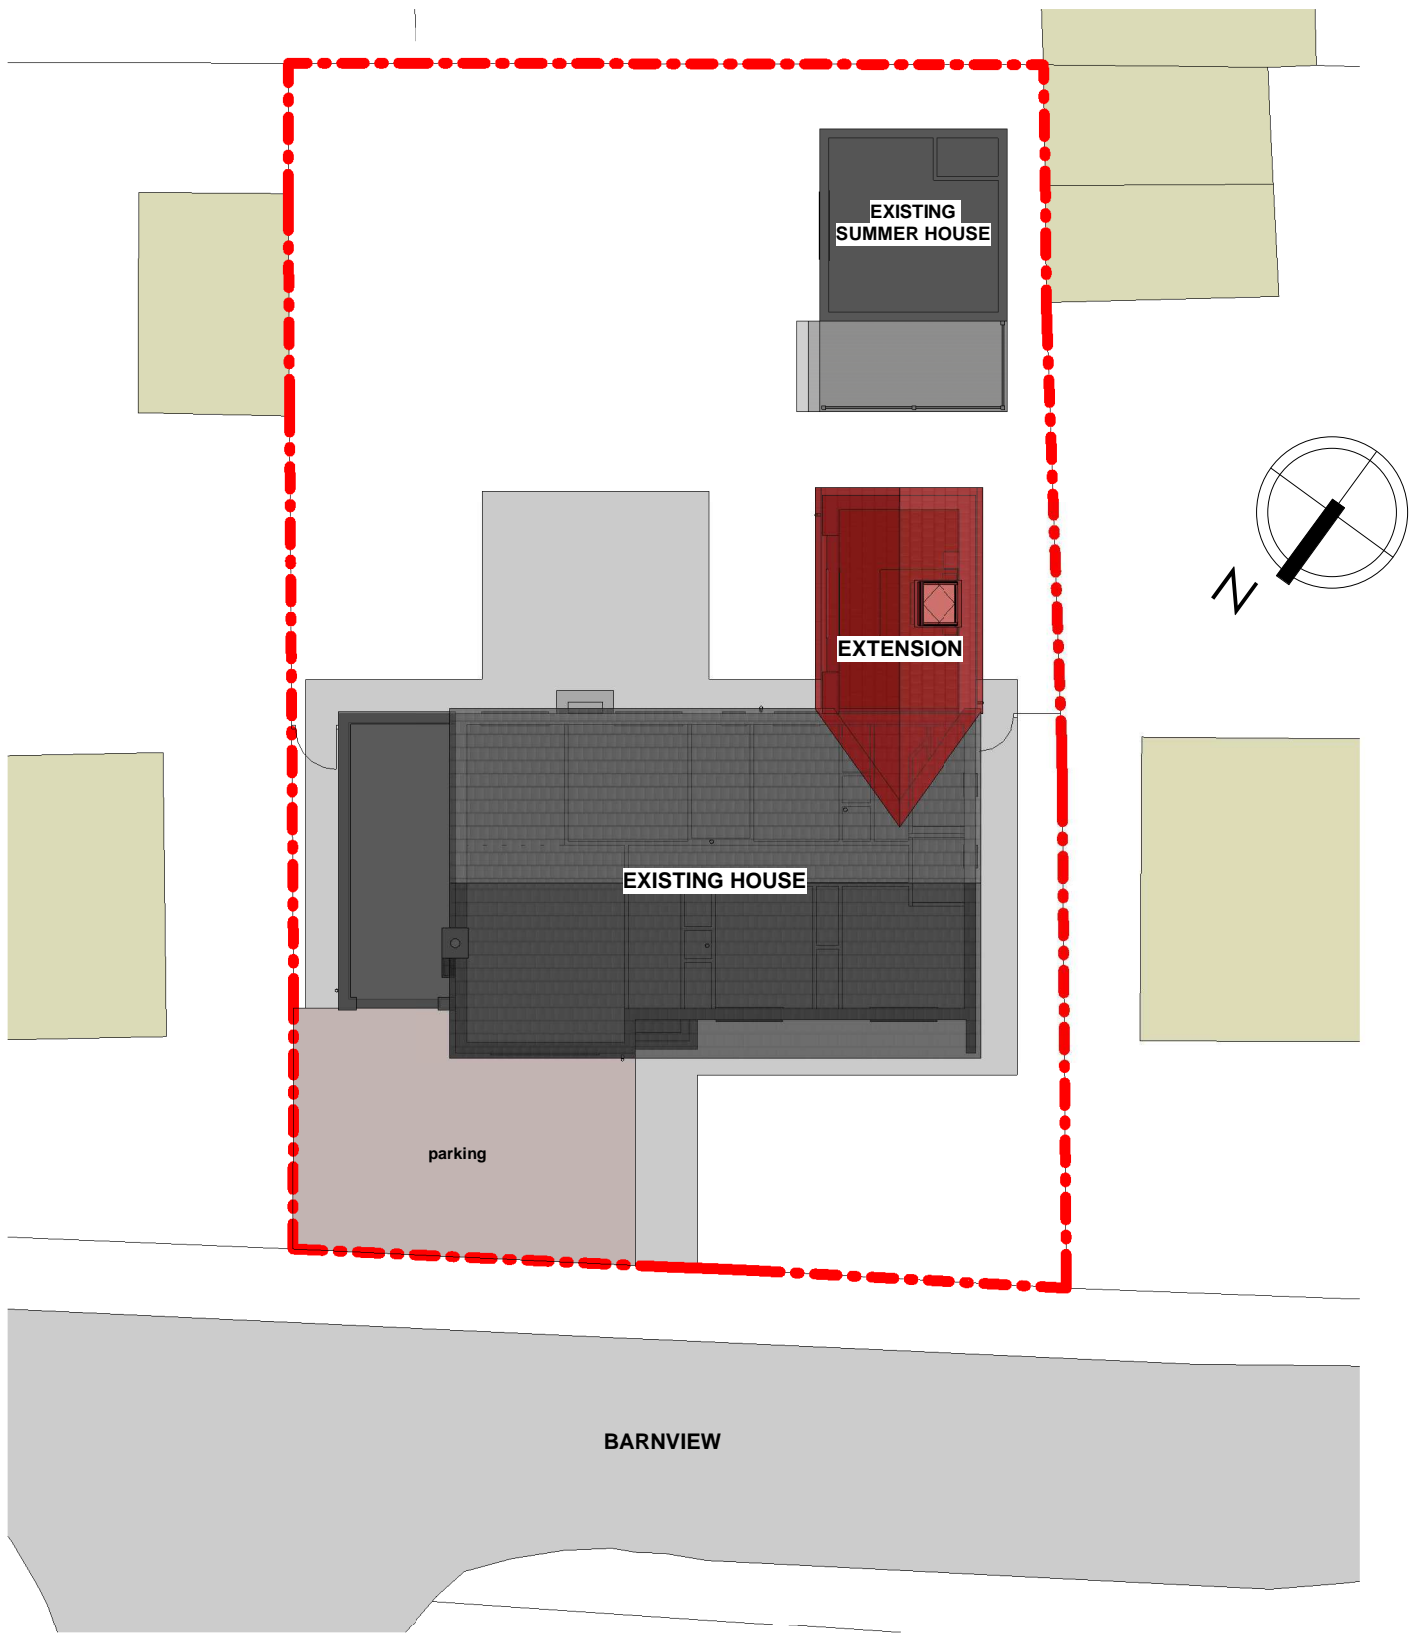 EXISTING
SUMMER HOUSE
N
EXTENSION
EXISTING HOUSE
parking
BARNVIEW